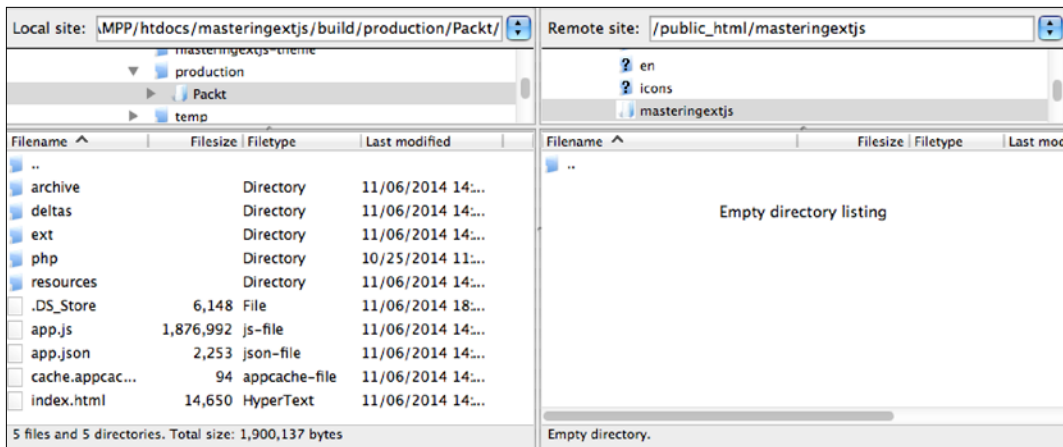 Local site: \MPP/htdocs/masteringextjs/build/production/Packt/
masteringextjs-theme
production
Packt
temp
Filename Filesize Filetype Last modified
..
archive Directory 11/06/2014 14:...
deltas Directory 11/06/2014 14:...
ext Directory 11/06/2014 14:...
php Directory 10/25/2014 11:...
resources Directory 11/06/2014 14:...
.DS_Store 6,148 File 11/06/2014 18:...
app.js 1,876,992 js-file 11/06/2014 14:...
app.json 2,253 json-file 11/06/2014 14:...
cache.appcac... 94 appcache-file 11/06/2014 14:...
index.html 14,650 HyperText 11/06/2014 14:...
5 files and 5 directories. Total size: 1,900,137 bytes
Remote site: /public_html/masteringextjs
? en
? icons
masteringextjs
Filename Filesize Filetype Last mod
..
Empty directory listing
Empty directory.